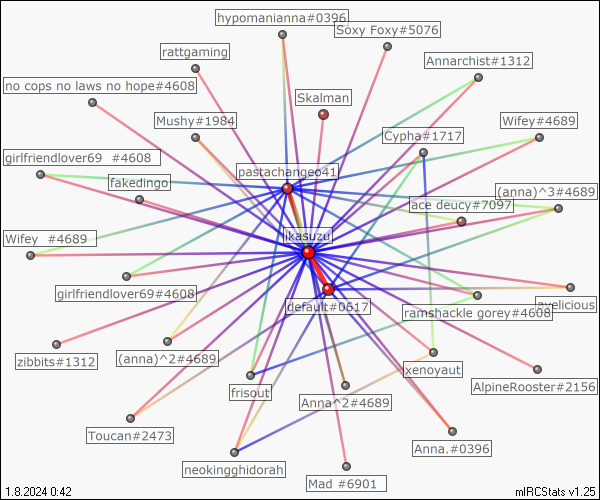 hypomanianna#0396
Soxy Foxy#5076
rattgaming
Annarchist#1312
no cops no laws no hope#4608
Skalman
Mushy#1984
Wifey#4689
Cypha#1717
girlfriendlover69 #4608
pastachangeo41
fakedingo
(anna)^3#4689
ace deucy#7097
ikasuzu
Wifey #4689
girlfriendlover69#4608
default#0617
ramshackle gorey#4608
zibbits#1312
(anna)^2#4689
xenoyaut
frisout
AlpineRooster#2156
Anna^2#4689
Toucan#2473
Anna.#0396
neokingghidorah
Mad #6901
1.8.2024 0:42
mIRCStats v1.25